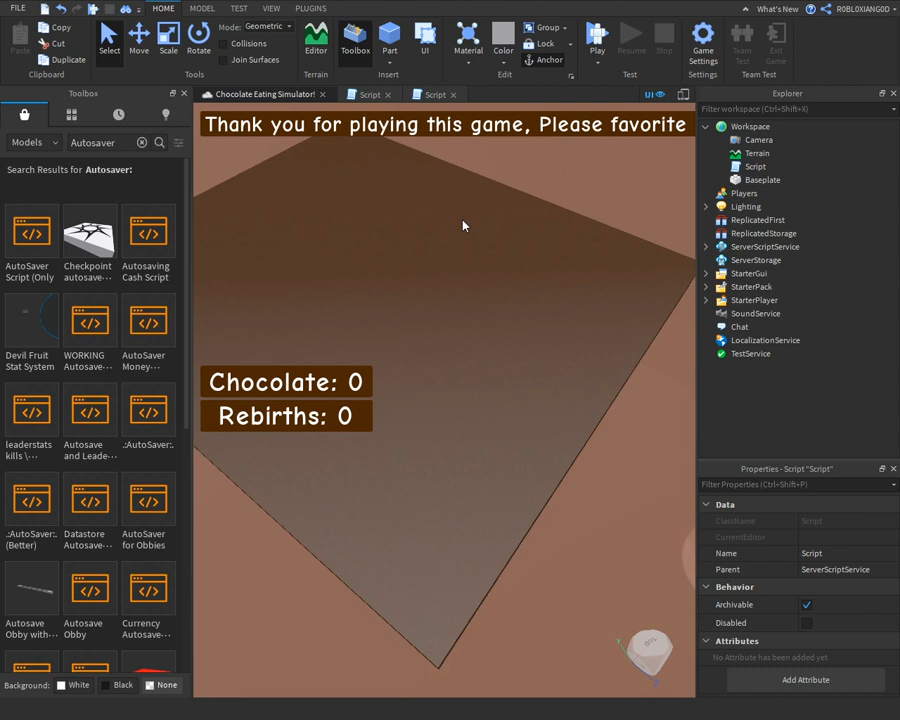 FILE HOME MODEL TEST VIEW PLUGINS What's New R0BL0XIANG0D
Paste Copy Cut Duplicate Clipboard
Select Move Scale Rotate Mode: Geometric Collisions Join Surfaces Tools
Editor Terrain
Toolbox Part UI Insert
Material Color Group Lock Anchor Edit
Play Resume Stop Test
Game Settings Settings
Team Test Exit Game Team Test
Toolbox
Models Autosaver
Search Results for Autosaver:
AutoSaver Script (Only
Checkpoint autosave···
Autosaving Cash Script
Devil Fruit Stat System
WORKING Autosave···
AutoSaver Money···
leaderstats kills \···
Autosave and Leade···
.:AutoSaver:.
.:AutoSaver:. (Better)
Datastore Autosave···
AutoSaver for Obbies
Autosave Obby with···
Autosave Obby
Currency Autosave···
Background: White Black None
Chocolate Eating Simulator! Script Script UI
Thank you for playing this game, Please favorite
Chocolate: 0
Rebirths: 0
Explorer
Filter workspace (Ctrl+Shift+X)
Workspace
Camera
Terrain
Script
Baseplate
Players
Lighting
ReplicatedFirst
ReplicatedStorage
ServerScriptService
ServerStorage
StarterGui
StarterPack
StarterPlayer
SoundService
Chat
LocalizationService
TestService
Properties - Script "Script"
Filter Properties (Ctrl+Shift+P)
Data
ClassName Script
CurrentEditor
Name Script
Parent ServerScriptService
Behavior
Archivable
Disabled
Attributes
No Attribute has been added yet
Add Attribute